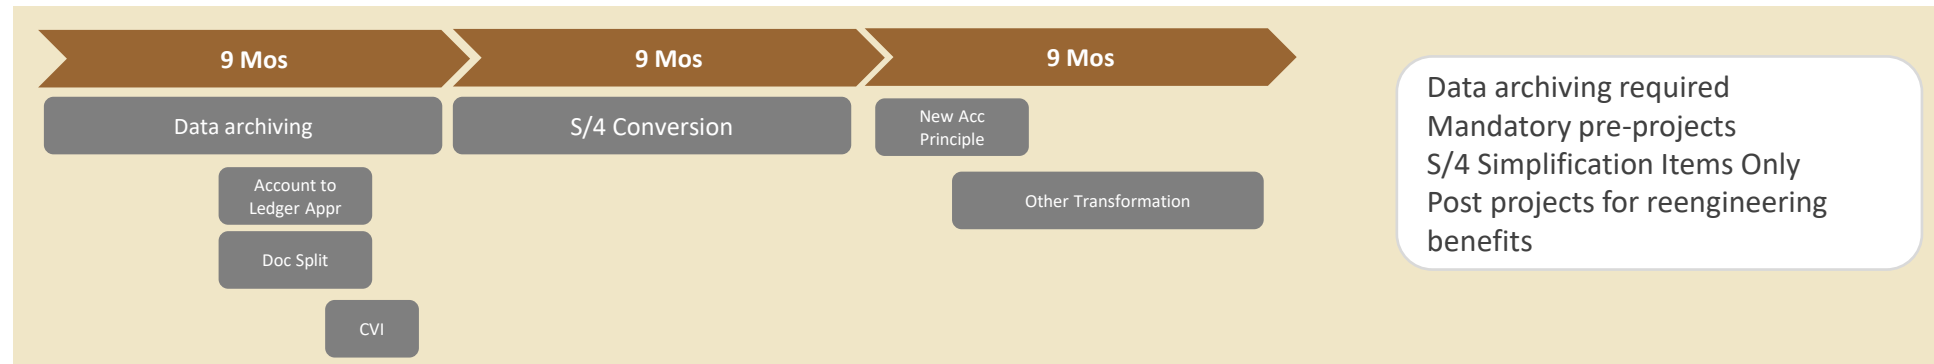 9 Mos
9 Mos
9 Mos
Data archiving
S/4 Conversion
New Acc
Principle
Account to
Ledger Appr
Other Transformation
Doc Split
CVI
Data archiving required
Mandatory pre-projects
S/4 Simplification Items Only
Post projects for reengineering
benefits